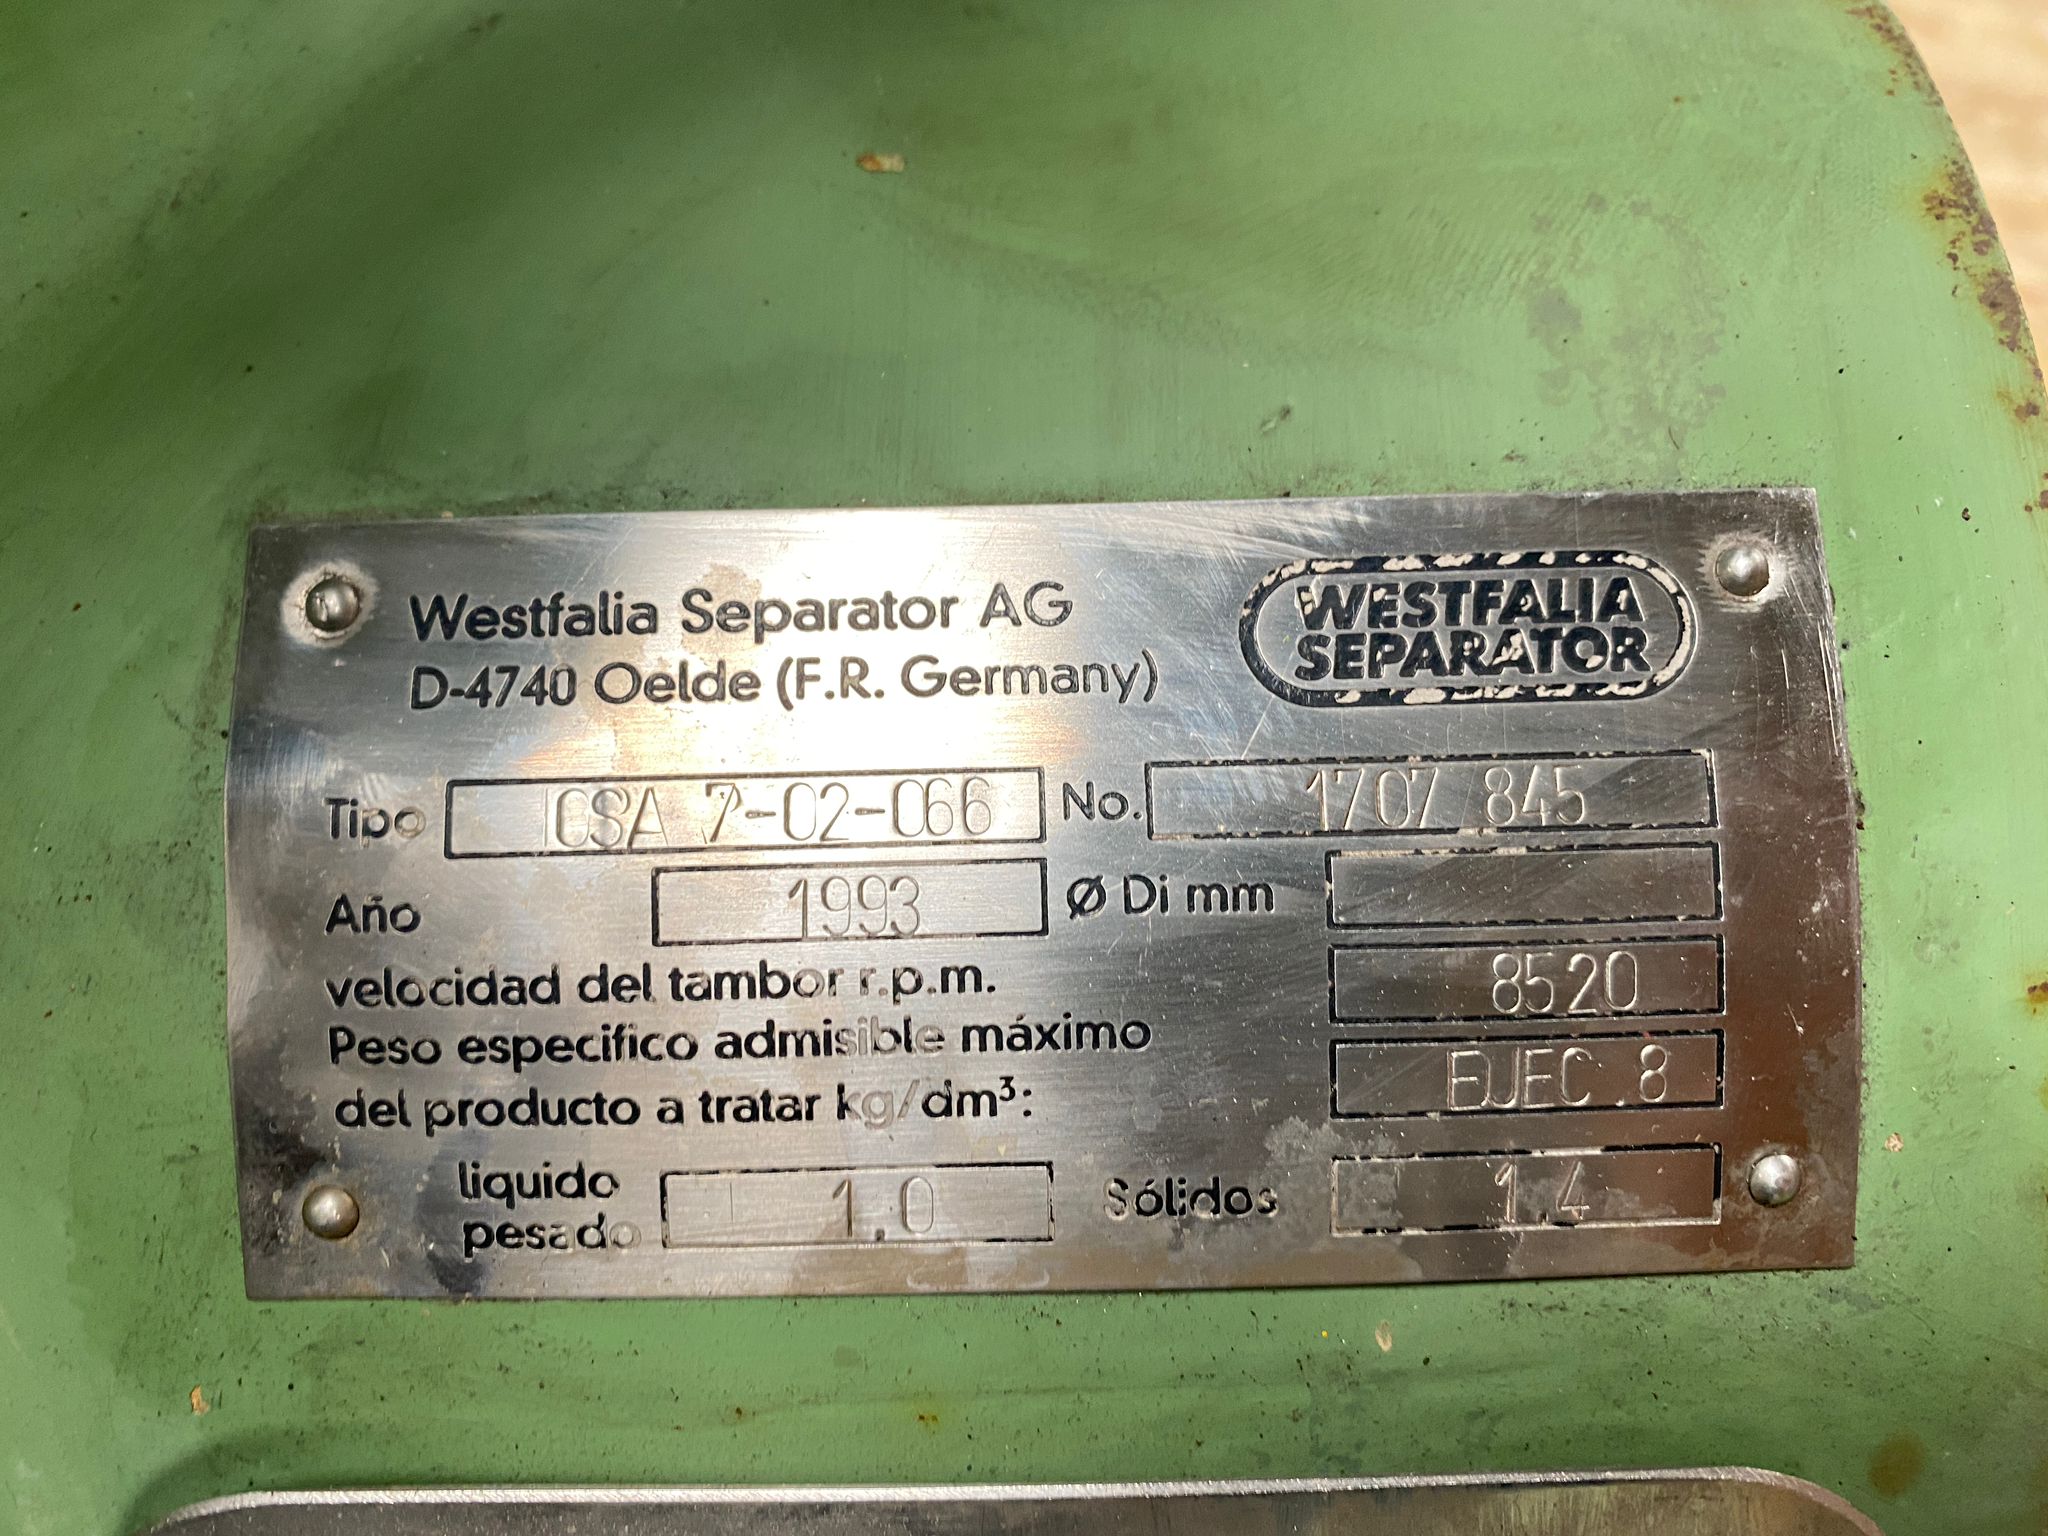 Westfalia Separator AG
D-4740 Oelde (F.R. Germany)
WESTFALIA
SEPARATOR
Tipo CSA 7-02-066 No. 1707 845
Año 1993 Ø Di mm
velocidad del tambor r.p.m. 8520
Peso especifico admisible máximo
EJEC.8
del producto a tratar kg/dm³:
liquido
pesado 1.0 Sólidos 1.4